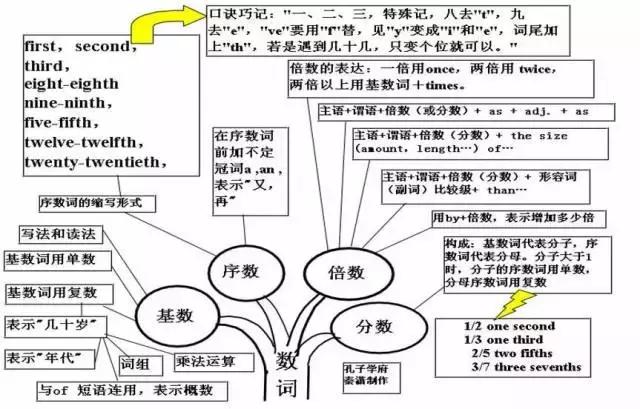 口诀巧记："一、二、三，特殊记，八去"t"，九
去"e"，"ve"要用"f"替，见"y"变成"i"和"e"，词尾加
上"th"，若是遇到几十几，只变个位就可以。"
first，second，
third，
eight-eighth
nine-ninth，
five-fifth，
twelve-twelfth，
twenty-twentieth，
序数词的缩写形式
在序数词
前加不定
冠词a ,an，
表示"又，
再"
倍数的表达：一倍用once，两倍用 twice，
两倍以上用基数词＋times。
主语+谓语+倍数（或分数）+ as + adj. + as
主语+谓语+倍数（分数）+ the size
(amount, length…) of…
主语+谓语+倍数（分数）+ 形容词
（副词）比较级+ than…
用by+倍数，表示增加多少倍
构成：基数词代表分子，序
数词代表分母。分子大于1
时，分子的序数词用单数，
分母序数词用复数
1/2 one second
1/3 one third
2/5 two fifths
3/7 three sevenths
写法和读法
基数词用单数
基数词用复数
表示"几十岁"
表示"年代"
词组
乘法运算
与of 短语连用，表示概数
基数
序数
倍数
分数
数
词
孔子学府
秦潇制作